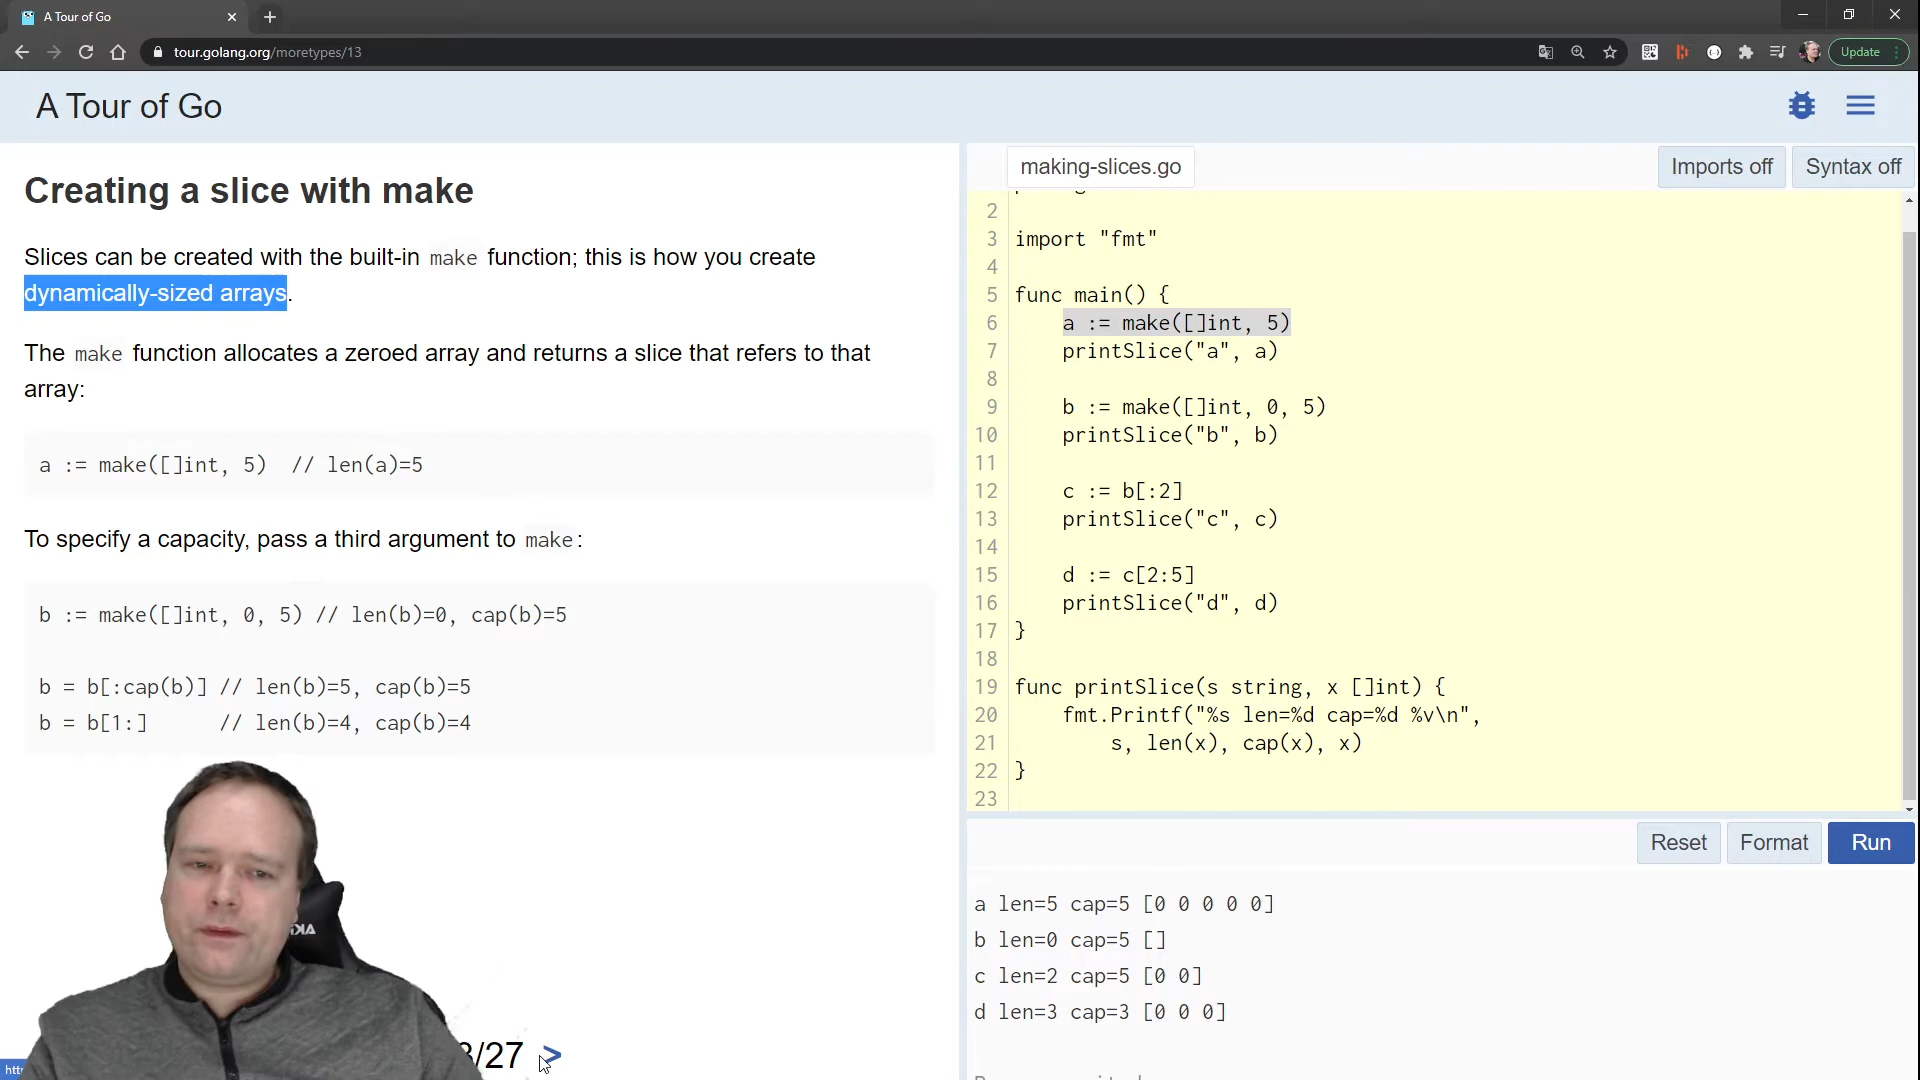 A Tour of Go
tour.golang.org/moretypes/13
Update
A Tour of Go
Creating a slice with make
Slices can be created with the built-in make function; this is how you create
dynamically-sized arrays.
The make function allocates a zeroed array and returns a slice that refers to that
array:
a := make([]int, 5)  // len(a)=5
To specify a capacity, pass a third argument to make:
b := make([]int, 0, 5) // len(b)=0, cap(b)=5
b = b[:cap(b)] // len(b)=5, cap(b)=5
b = b[1:]      // len(b)=4, cap(b)=4
/27 >
making-slices.go
Imports off
Syntax off
2
3 import "fmt"
4
5 func main() {
6     a := make([]int, 5)
7     printSlice("a", a)
8
9     b := make([]int, 0, 5)
10     printSlice("b", b)
11
12     c := b[:2]
13     printSlice("c", c)
14
15     d := c[2:5]
16     printSlice("d", d)
17 }
18
19 func printSlice(s string, x []int) {
20     fmt.Printf("%s len=%d cap=%d %v\n",
21         s, len(x), cap(x), x)
22 }
23
Reset
Format
Run
a len=5 cap=5 [0 0 0 0 0]
b len=0 cap=5 []
c len=2 cap=5 [0 0]
d len=3 cap=3 [0 0 0]